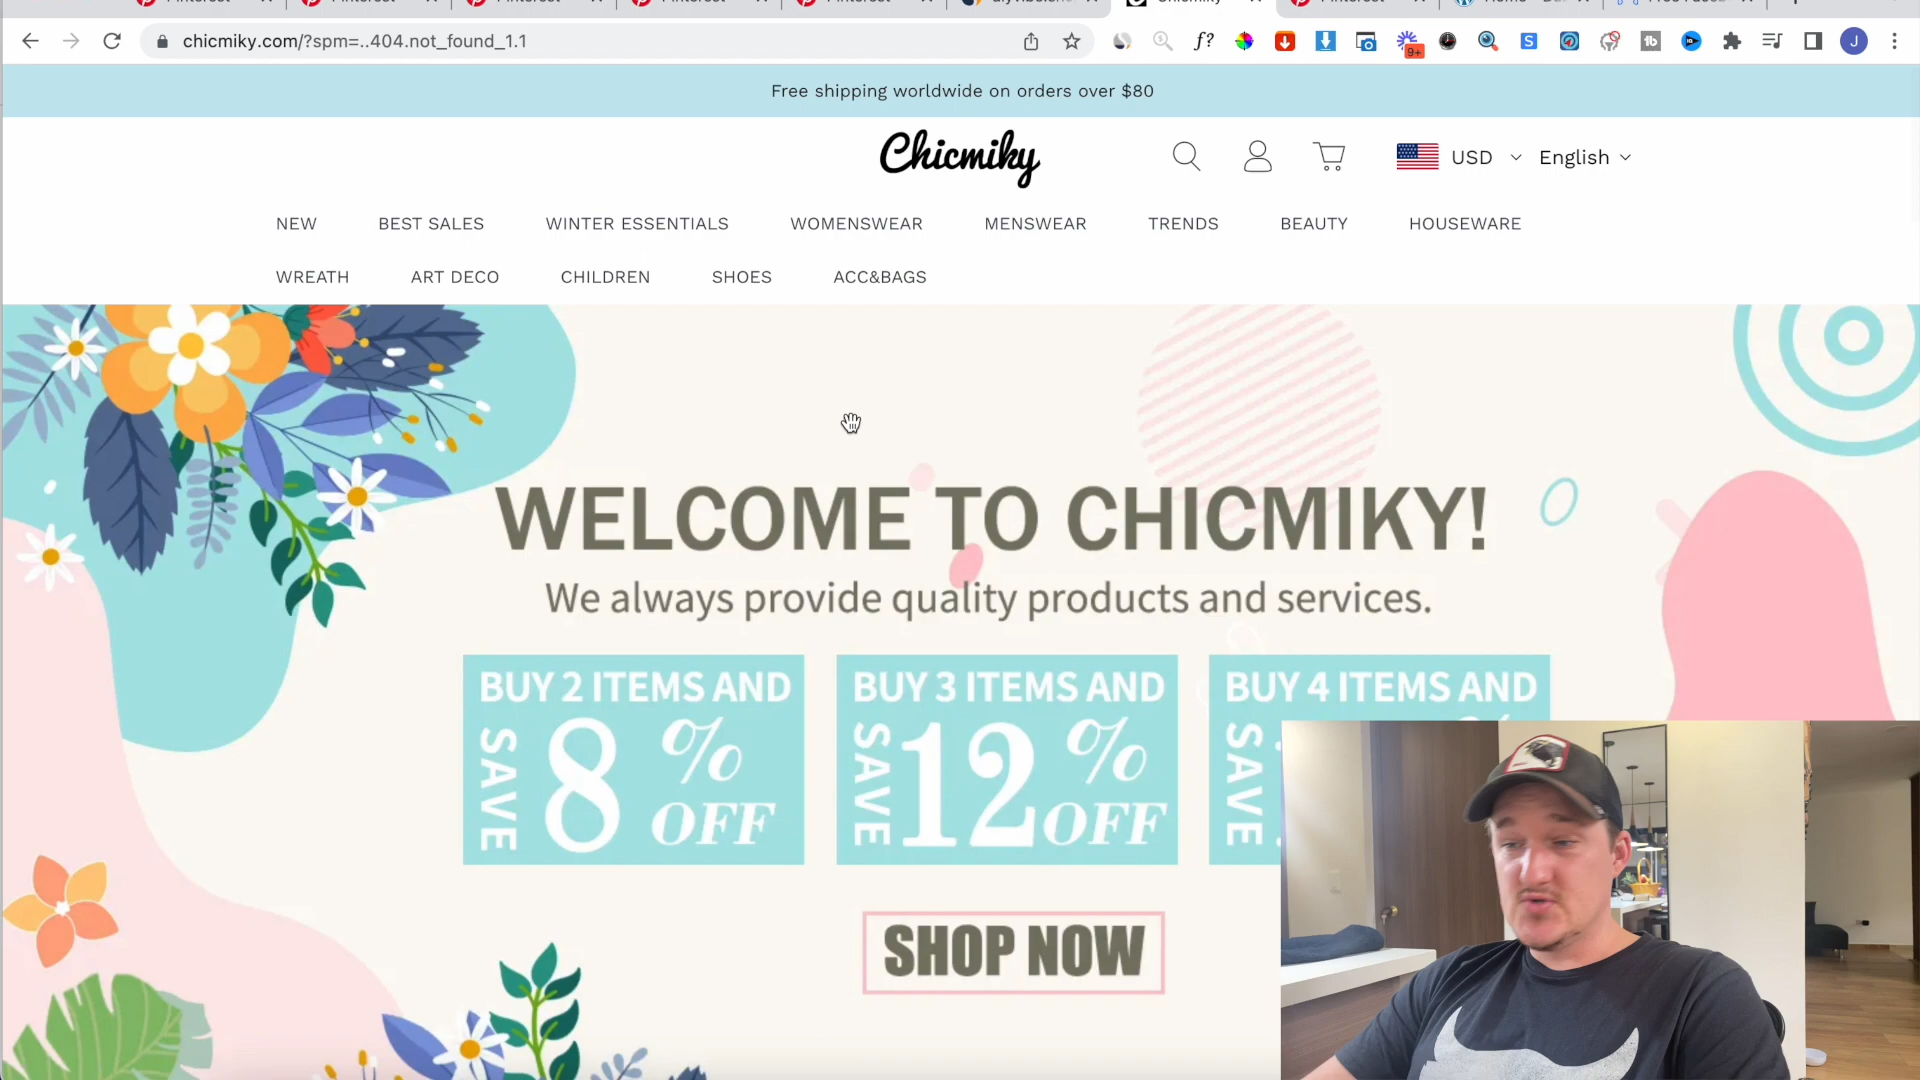 chicmiky.com/?spm=..404.not_found_1.1
9+
J
Free shipping worldwide on orders over $80
Chicmiky
USD
English
NEW BEST SALES WINTER ESSENTIALS WOMENSWEAR MENSWEAR TRENDS BEAUTY HOUSEWARE
WREATH ART DECO CHILDREN SHOES ACC&BAGS
WELCOME TO CHICMIKY!
We always provide quality products and services.
BUY 2 ITEMS AND
SAVE 8% OFF
BUY 3 ITEMS AND
SAVE 12% OFF
BUY 4 ITEMS AND
SAVE
SHOP NOW